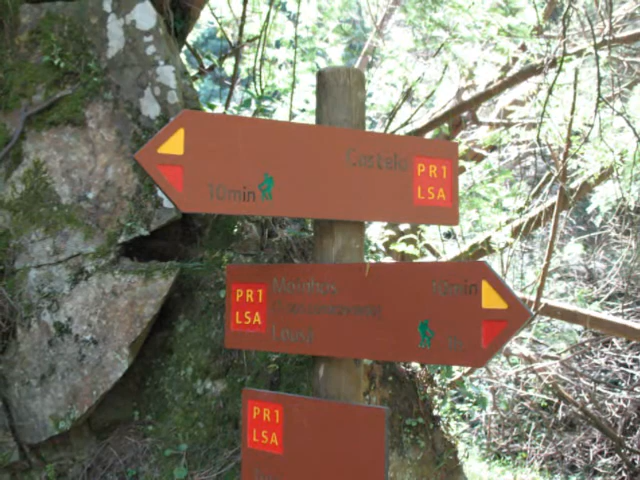 Castelo
PR1
LSA
10min
PR1
LSA
Moinhos
10min
Lousã
1h
PR1
LSA